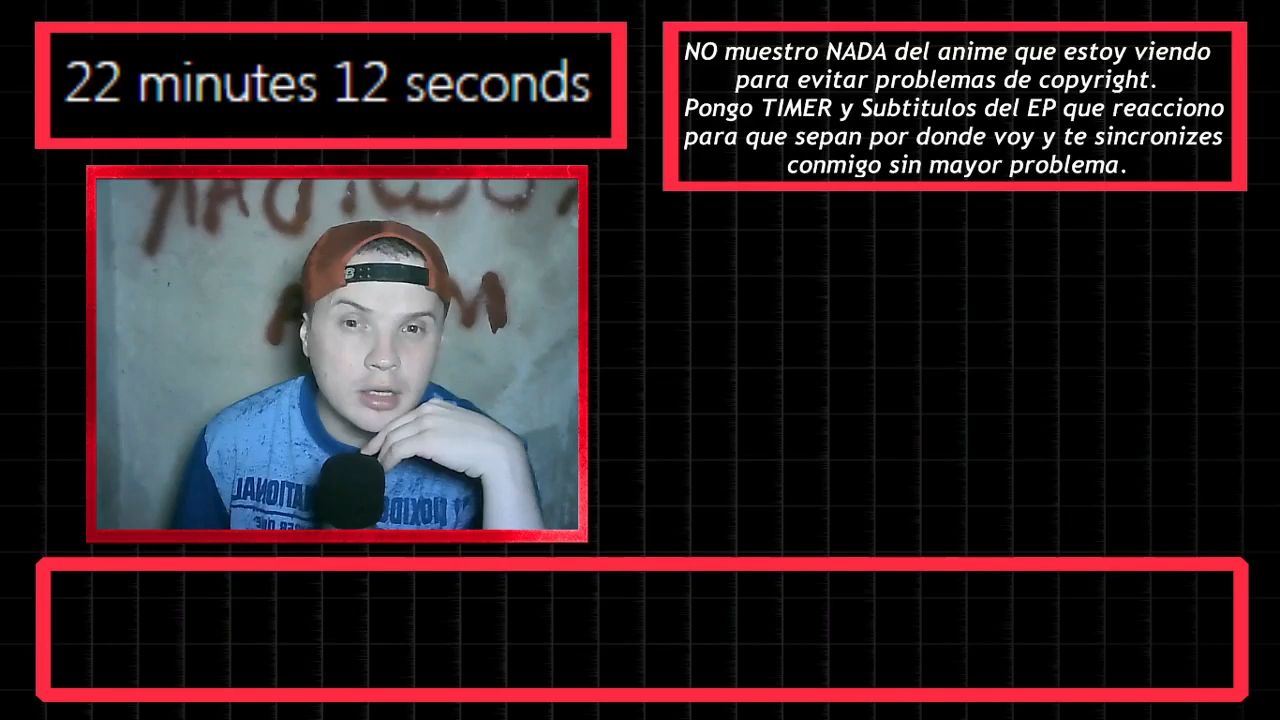 22 minutes 12 seconds
NO muestro NADA del anime que estoy viendo
para evitar problemas de copyright.
Pongo TIMER y Subtitulos del EP que reacciono
para que sepan por donde voy y te sincronizes
conmigo sin mayor problema.